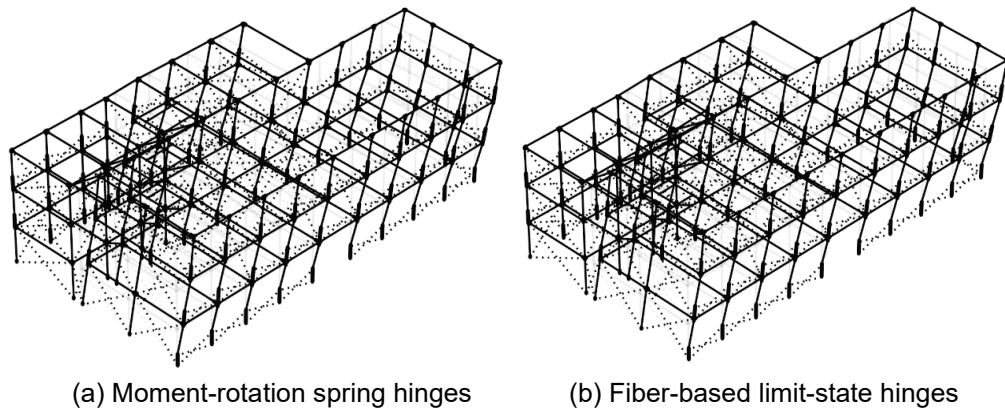 (a) Moment-rotation spring hinges
(b) Fiber-based limit-state hinges